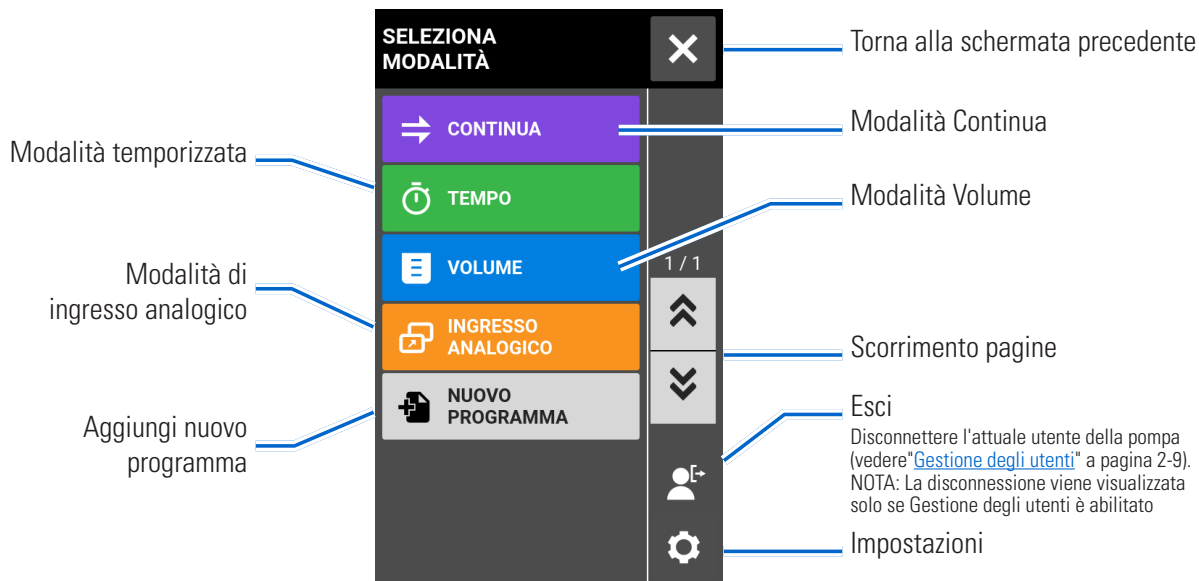 SELEZIONA
MODALITÀ
Torna alla schermata precedente
CONTINUA
Modalità Continua
Modalità temporizzata
TEMPO
Modalità Volume
VOLUME
1 / 1
Modalità di
ingresso analogico
INGRESSO
ANALOGICO
Scorrimento pagine
NUOVO
PROGRAMMA
Aggiungi nuovo
programma
Esci
Disconnettere l'attuale utente della pompa
(vedere"Gestione degli utenti" a pagina 2-9).
NOTA: La disconnessione viene visualizzata
solo se Gestione degli utenti è abilitato
Impostazioni